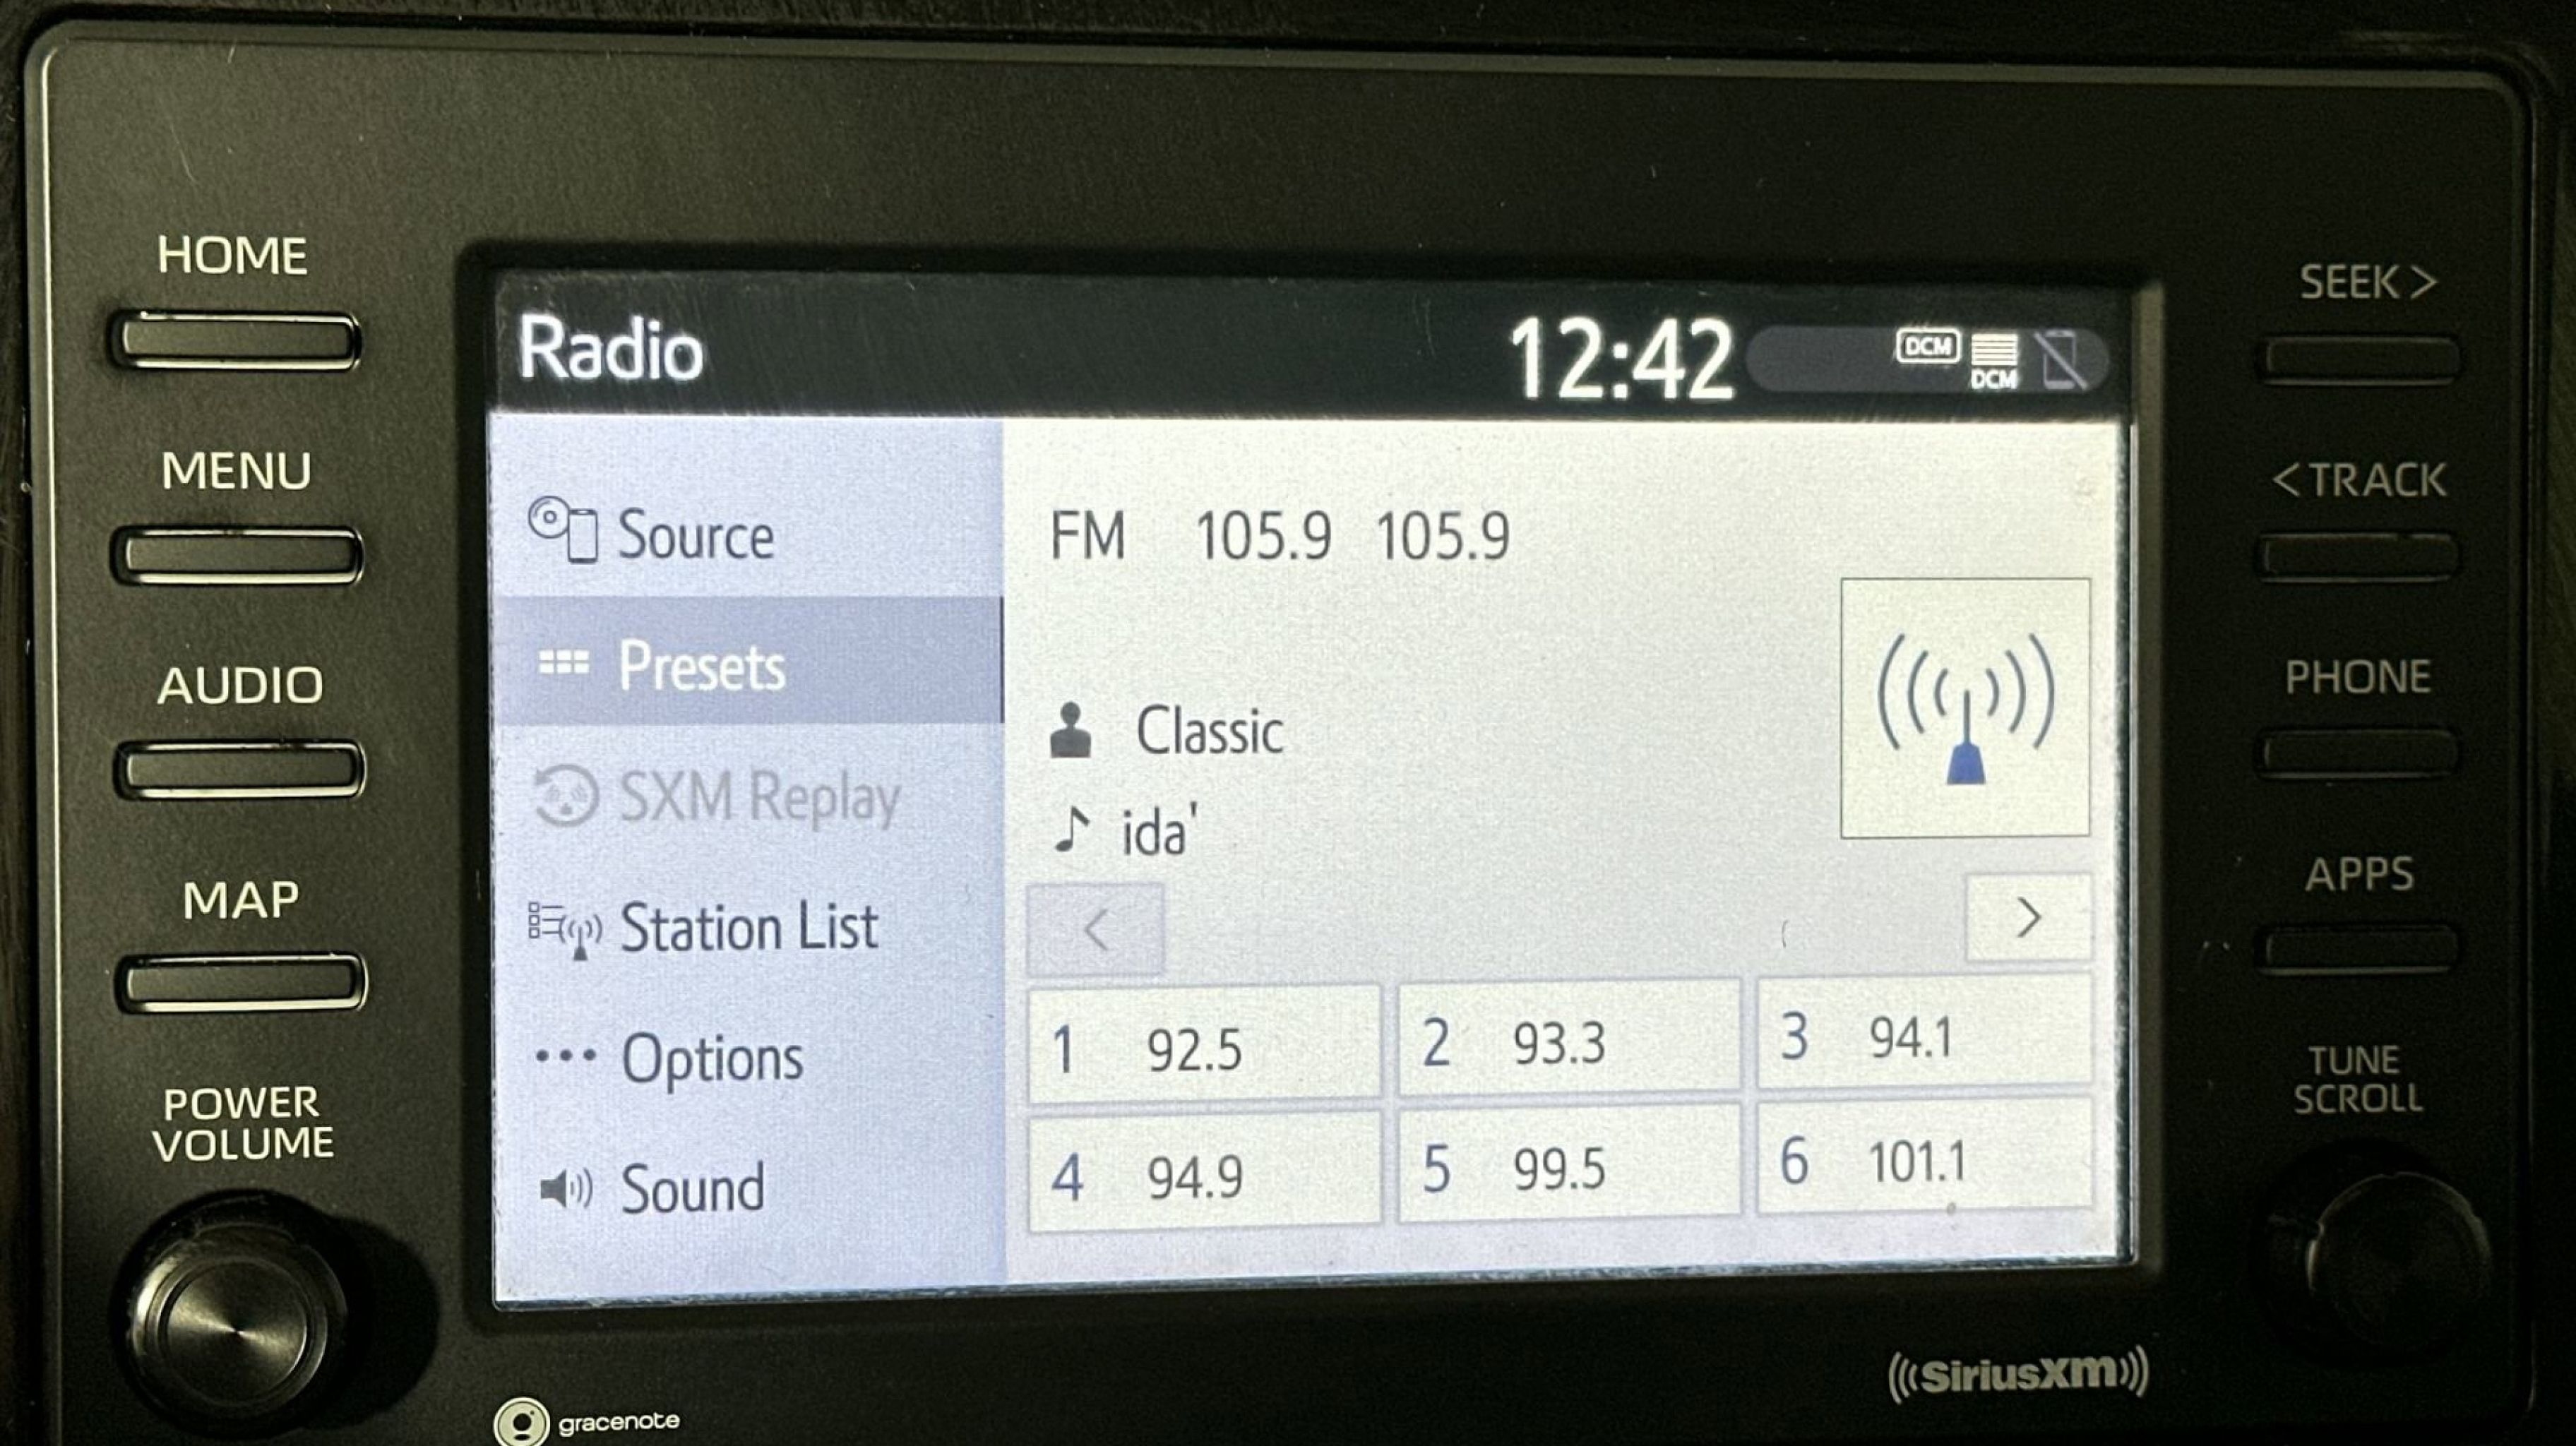 HOME
MENU
AUDIO
MAP
POWER
VOLUME
Radio
12:42
DCM
DCM
Source
Presets
SXM Replay
Station List
Options
Sound
FM 105.9 105.9
Classic
ida'
<
>
1 92.5
2 93.3
3 94.1
4 94.9
5 99.5
6 101.1
SEEK >
< TRACK
PHONE
APPS
TUNE
SCROLL
gracenote
((SiriusXM))